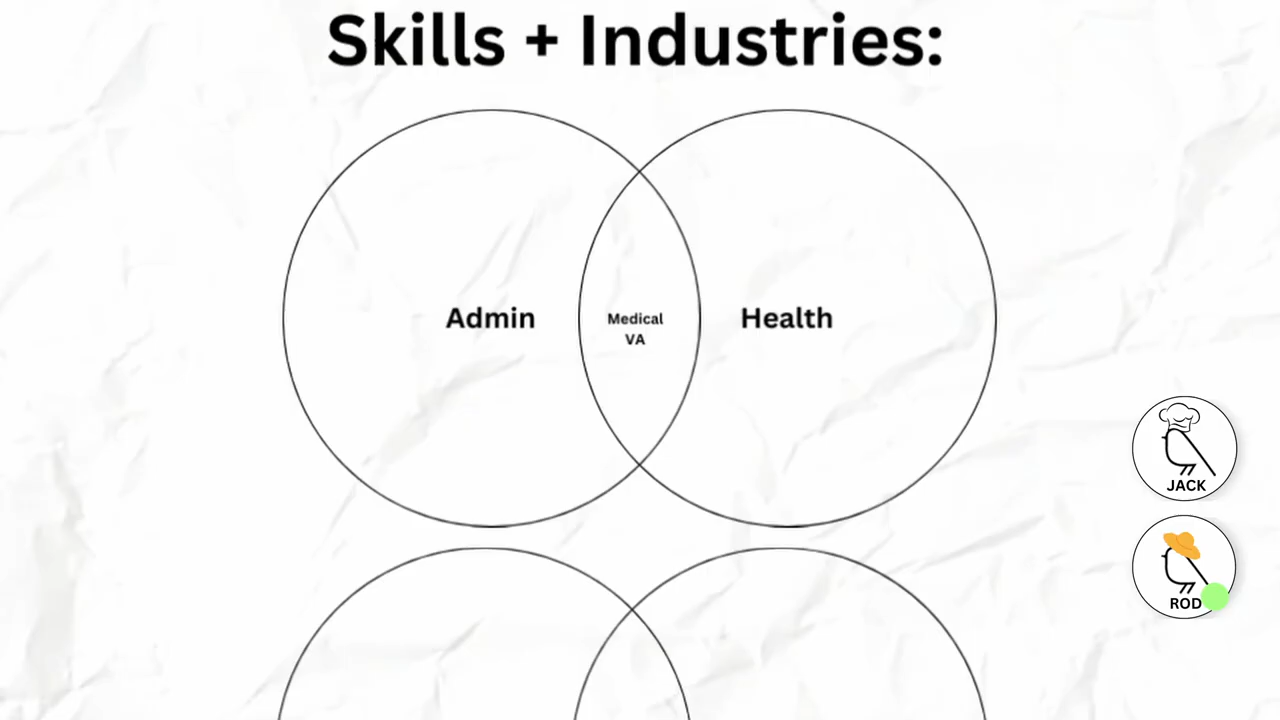 Skills + Industries:
Admin
Medical
VA
Health
JACK
ROD